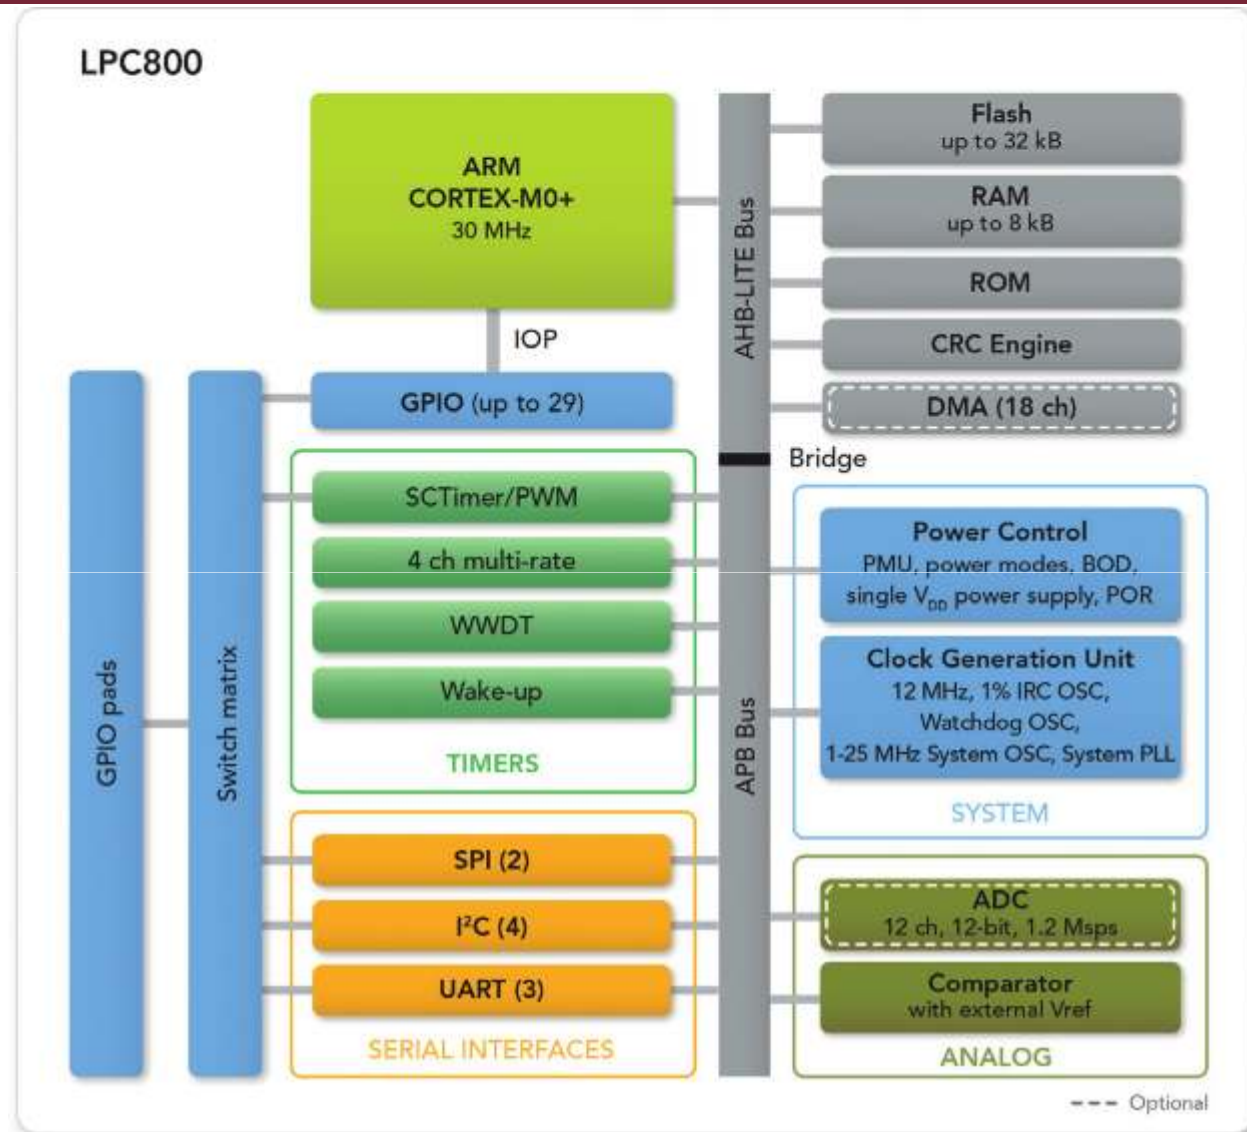 LPC800
ARM
CORTEX-M0+
30 MHz
IOP
GPIO (up to 29)
GPIO pads
Switch matrix
SCTimer/PWM
4 ch multi-rate
WWDT
Wake-up
TIMERS
SPI (2)
I²C (4)
UART (3)
SERIAL INTERFACES
AHB-LITE Bus
Bridge
APB Bus
Flash
up to 32 kB
RAM
up to 8 kB
ROM
CRC Engine
DMA (18 ch)
Power Control
PMU, power modes, BOD,
single VDD power supply, POR
Clock Generation Unit
12 MHz, 1% IRC OSC,
Watchdog OSC,
1-25 MHz System OSC, System PLL
SYSTEM
ADC
12 ch, 12-bit, 1.2 Msps
Comparator
with external Vref
ANALOG
--- Optional